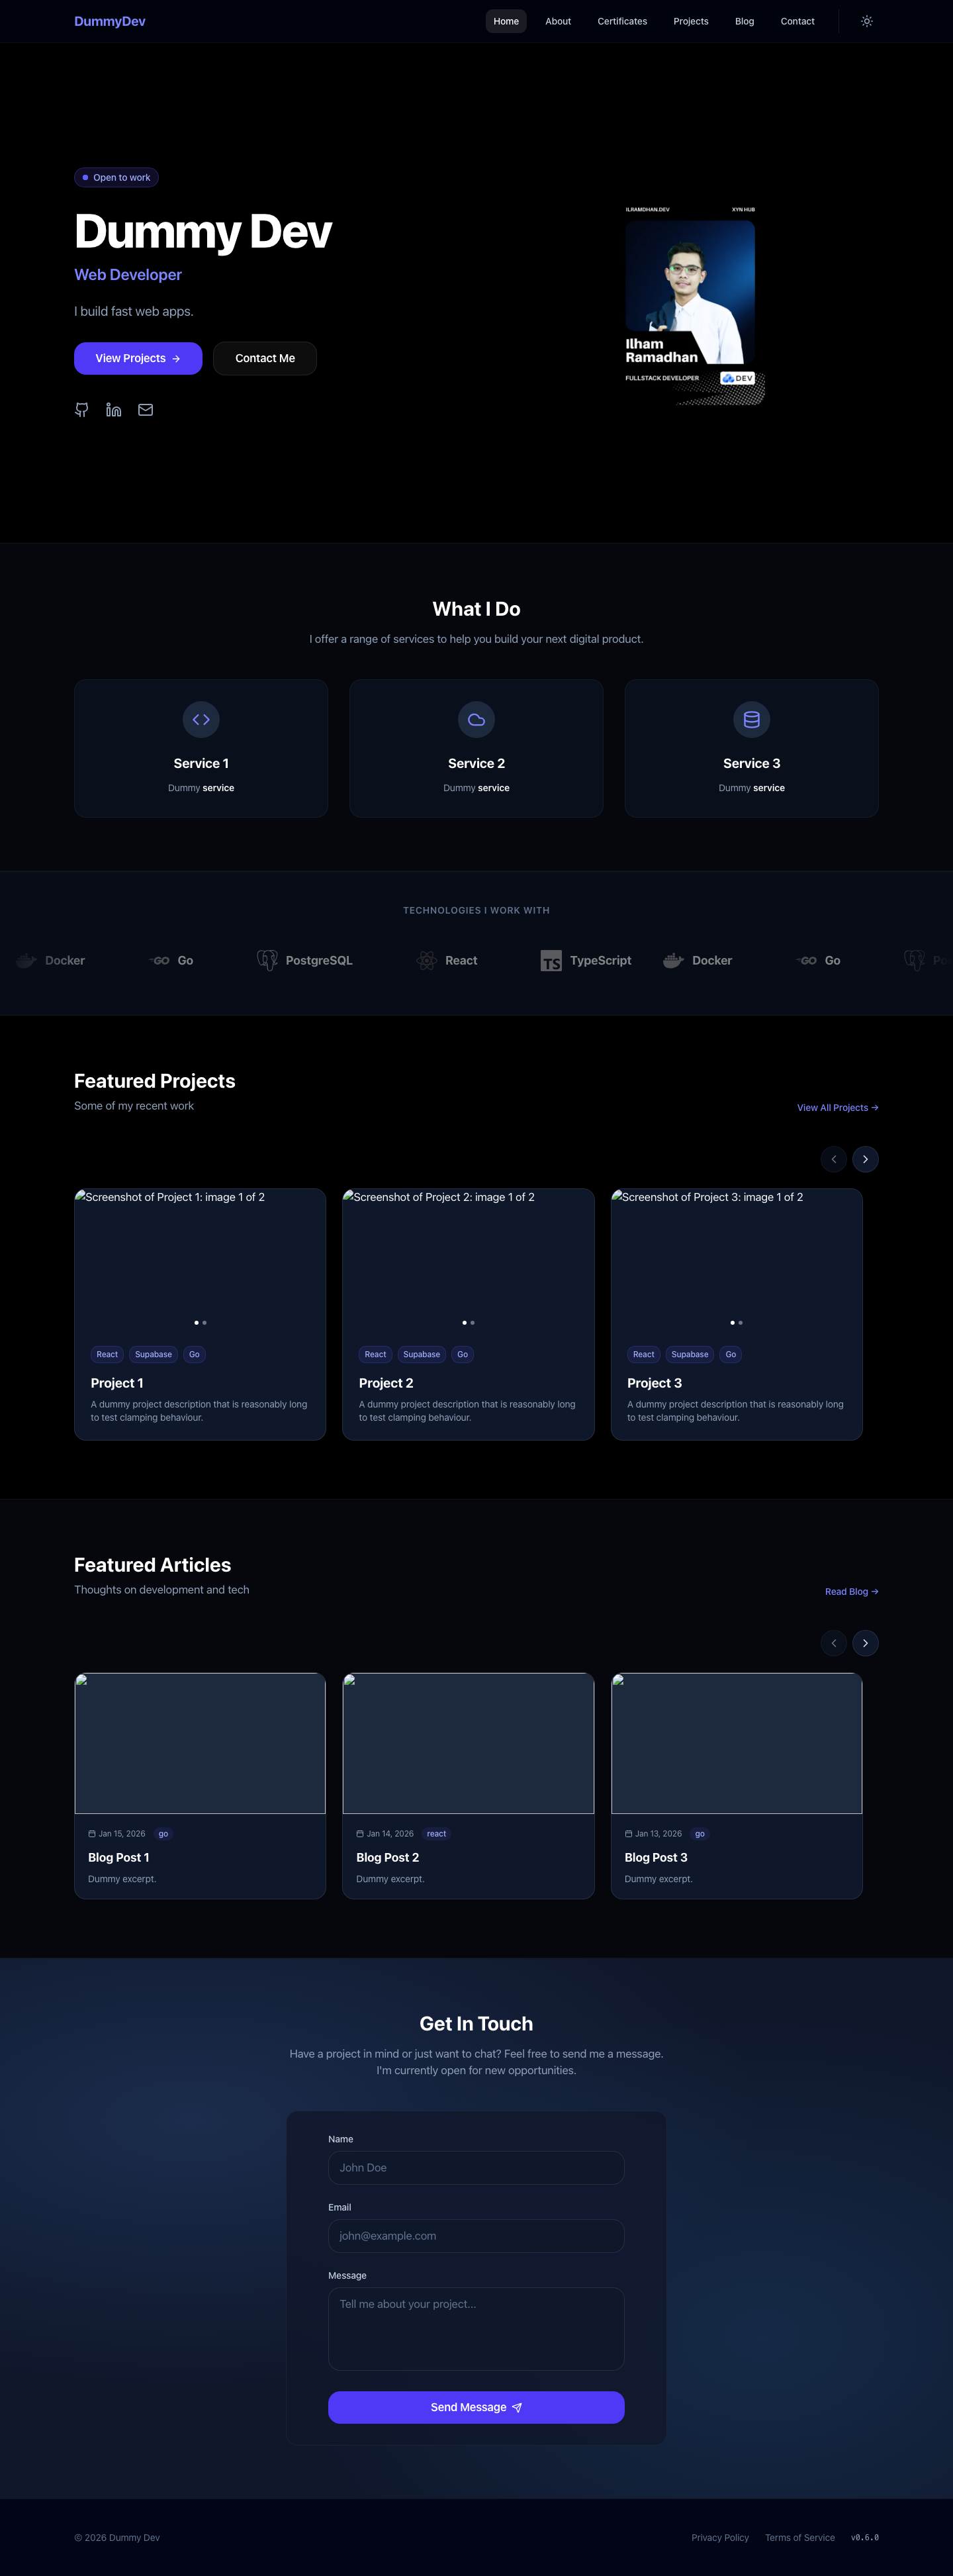 DummyDev
Home
About
Certificates
Projects
Blog
Contact
Open to work
Dummy Dev
Web Developer
I build fast web apps.
View Projects →
Contact Me
ILRAMDHAN.DEV
XYN HUB
Ilham
Ramadhan
FULLSTACK DEVELOPER
DEV
What I Do
I offer a range of services to help you build your next digital product.
Service 1
Dummy service
Service 2
Dummy service
Service 3
Dummy service
TECHNOLOGIES I WORK WITH
Docker
GO Go
PostgreSQL
React
TS TypeScript
Docker
GO Go
Featured Projects
Some of my recent work
View All Projects →
Screenshot of Project 1: image 1 of 2
React
Supabase
Go
Project 1
A dummy project description that is reasonably long
to test clamping behaviour.
Screenshot of Project 2: image 1 of 2
React
Supabase
Go
Project 2
A dummy project description that is reasonably long
to test clamping behaviour.
Screenshot of Project 3: image 1 of 2
React
Supabase
Go
Project 3
A dummy project description that is reasonably long
to test clamping behaviour.
Featured Articles
Thoughts on development and tech
Read Blog →
Jan 15, 2026
go
Blog Post 1
Dummy excerpt.
Jan 14, 2026
react
Blog Post 2
Dummy excerpt.
Jan 13, 2026
go
Blog Post 3
Dummy excerpt.
Get In Touch
Have a project in mind or just want to chat? Feel free to send me a message.
I'm currently open for new opportunities.
Name
John Doe
Email
john@example.com
Message
Tell me about your project...
Send Message
© 2026 Dummy Dev
Privacy Policy
Terms of Service
v0.6.0